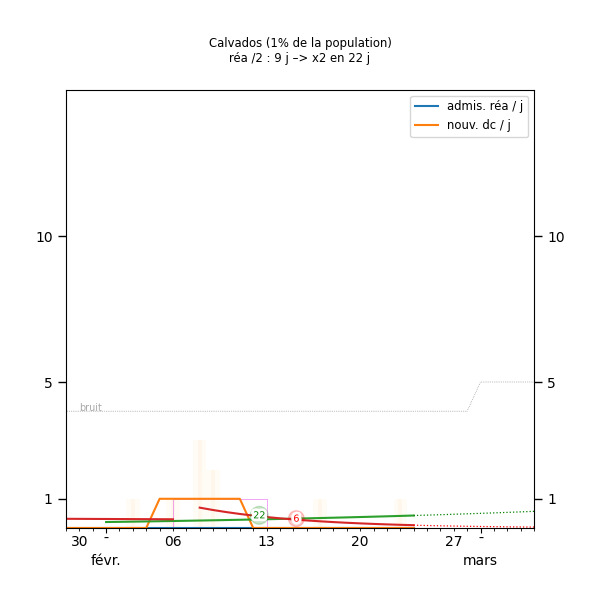 Calvados (1% de la population)
réa /2 : 9 j –> x2 en 22 j
admis. réa / j
nouv. dc / j
10 10
5 5
bruit
1 1
22 6
30 - 06 13 20 27 -
févr. mars